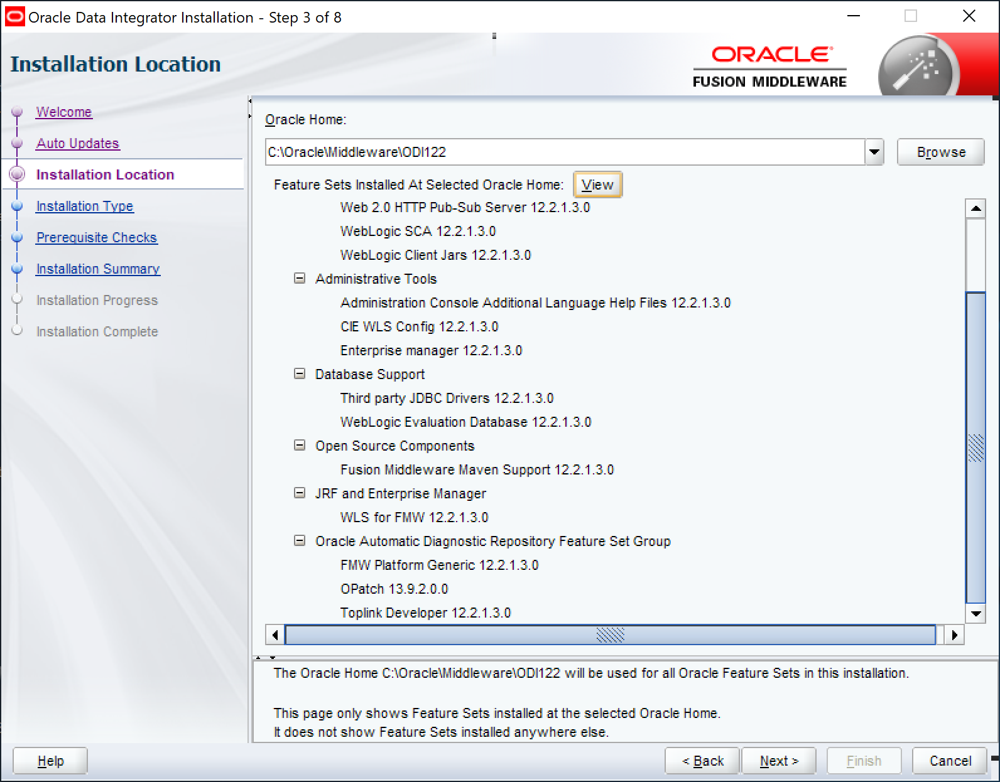 Oracle Data Integrator Installation - Step 3 of 8
Installation Location
ORACLE
FUSION MIDDLEWARE
Welcome
Auto Updates
Installation Location
Installation Type
Prerequisite Checks
Installation Summary
Installation Progress
Installation Complete
Oracle Home:
C:\Oracle\Middleware\ODI122
Browse
Feature Sets Installed At Selected Oracle Home:
View
Web 2.0 HTTP Pub-Sub Server 12.2.1.3.0
WebLogic SCA 12.2.1.3.0
WebLogic Client Jars 12.2.1.3.0
Administrative Tools
Administration Console Additional Language Help Files 12.2.1.3.0
CIE WLS Config 12.2.1.3.0
Enterprise manager 12.2.1.3.0
Database Support
Third party JDBC Drivers 12.2.1.3.0
WebLogic Evaluation Database 12.2.1.3.0
Open Source Components
Fusion Middleware Maven Support 12.2.1.3.0
JRF and Enterprise Manager
WLS for FMW 12.2.1.3.0
Oracle Automatic Diagnostic Repository Feature Set Group
FMW Platform Generic 12.2.1.3.0
OPatch 13.9.2.0.0
Toplink Developer 12.2.1.3.0
The Oracle Home C:\Oracle\Middleware\ODI122 will be used for all Oracle Feature Sets in this installation.
This page only shows Feature Sets installed at the selected Oracle Home.
It does not show Feature Sets installed anywhere else.
Help
< Back
Next >
Finish
Cancel